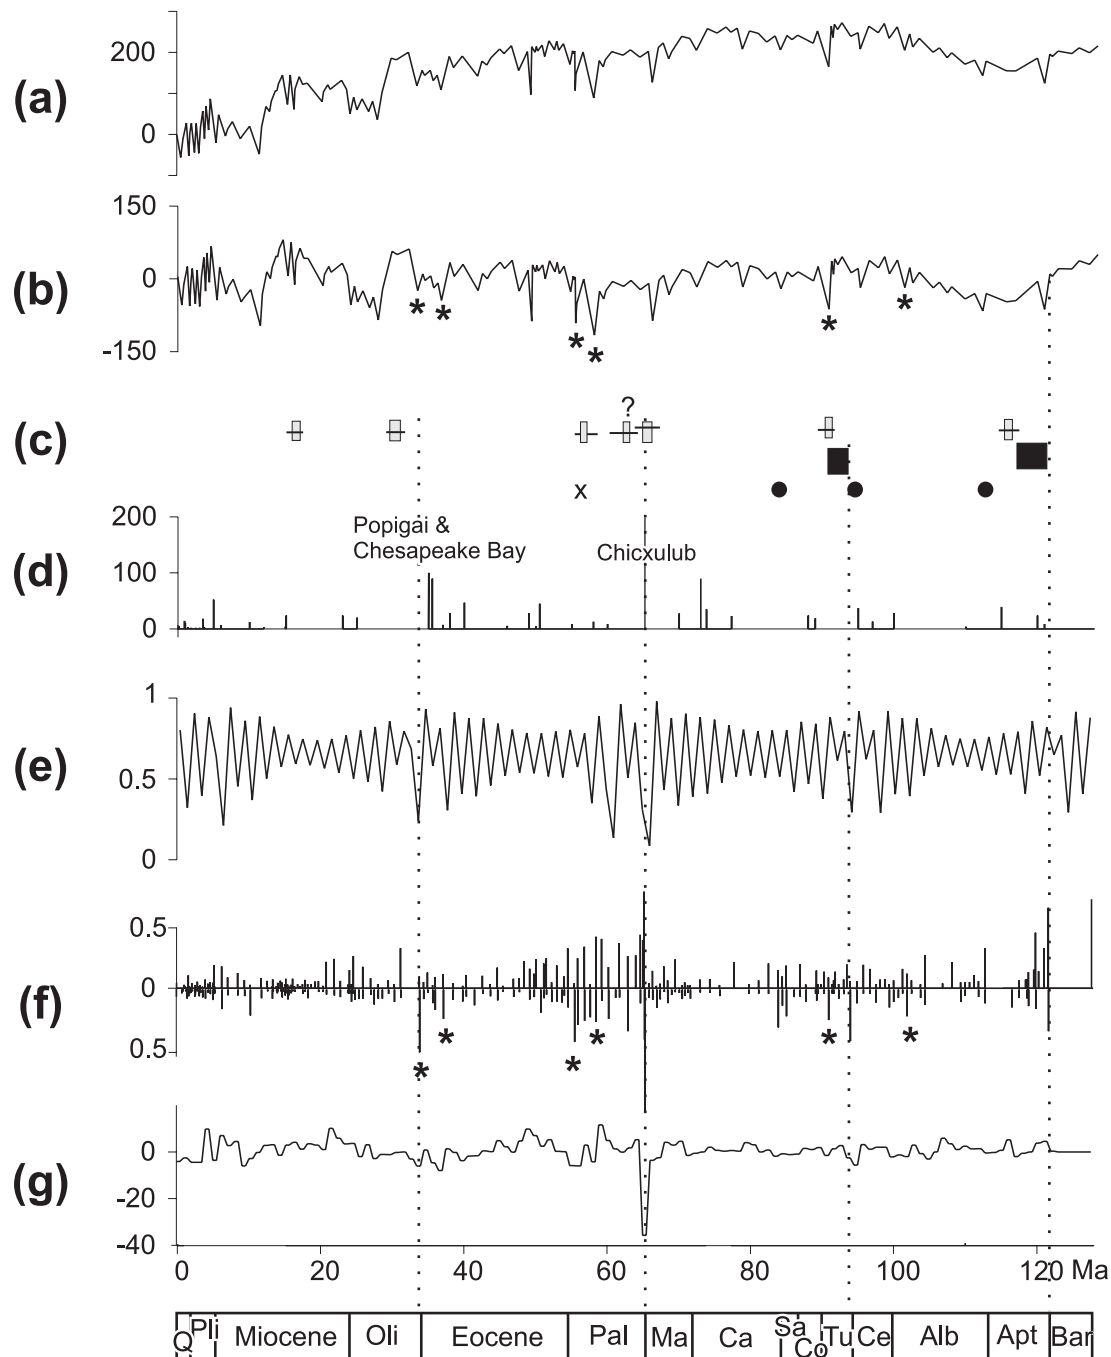 (a)
200
0
(b)
150
0
-150
(c)
?
x
(d)
200
100
0
Popigai &
Chesapeake Bay
Chicxulub
(e)
1
0.5
0
(f)
0.5
0
0.5
* * * * * *
* * * * * *
(g)
0
-20
-40
0 20 40 60 80 100 120 Ma
Q Pli Miocene Oli Eocene Pal Ma Ca Sa Co Tu Ce Alb Apt Bar